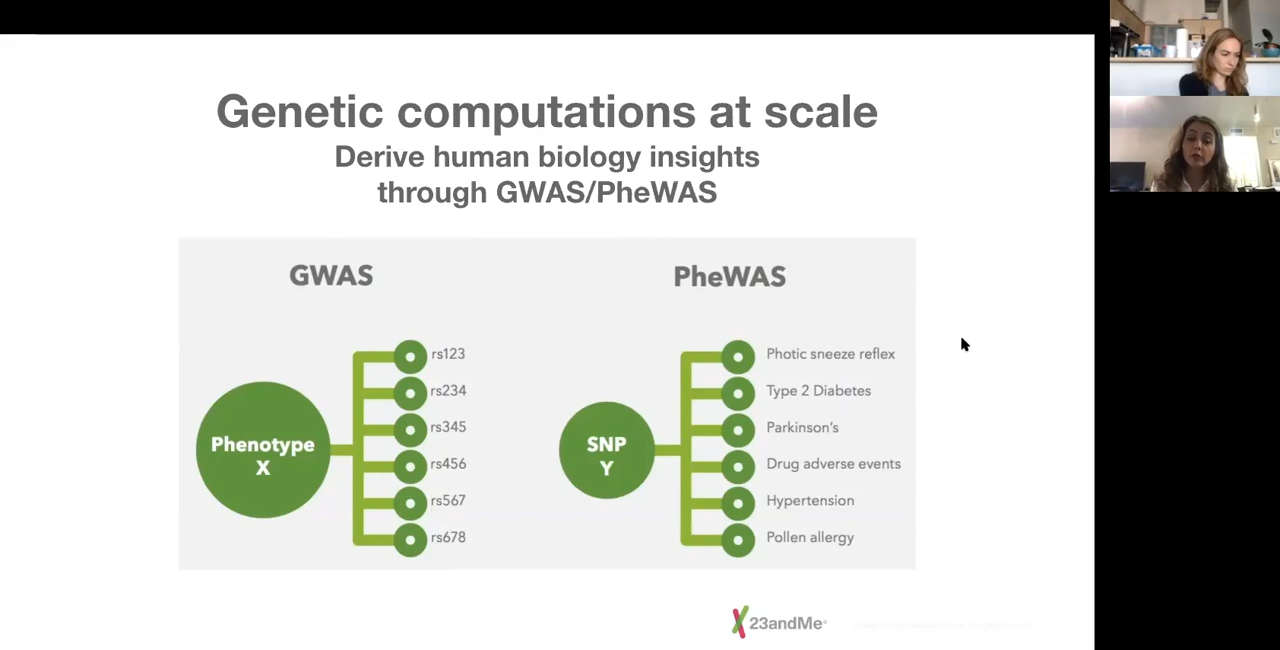 Genetic computations at scale
Derive human biology insights
through GWAS/PheWAS
GWAS
Phenotype
X
rs123
rs234
rs345
rs456
rs567
rs678
PheWAS
SNP
Y
Photic sneeze reflex
Type 2 Diabetes
Parkinson's
Drug adverse events
Hypertension
Pollen allergy
23andMe®